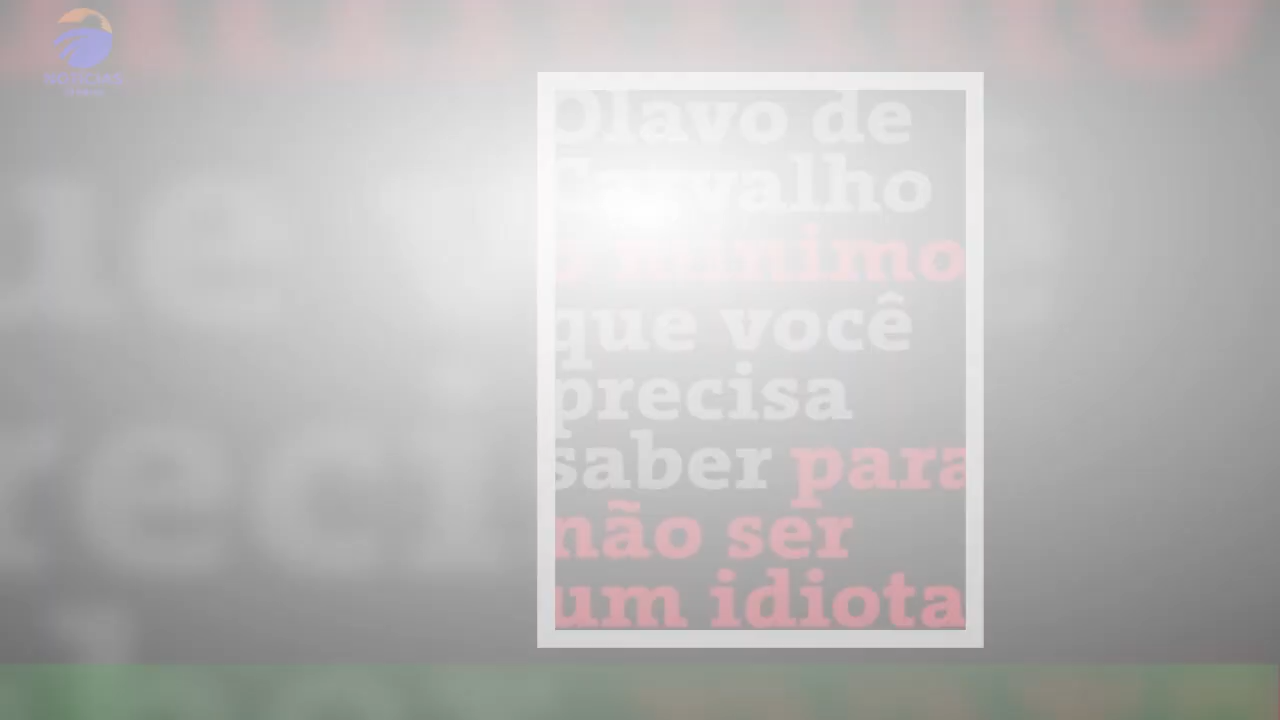 Olavo de
Carvalho
o mínimo
que você
precisa
saber para
não ser
um idiota